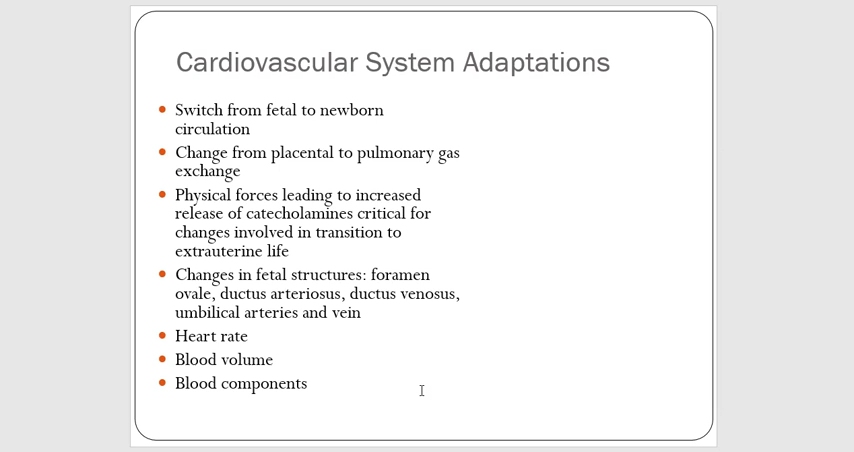 Cardiovascular System Adaptations
Switch from fetal to newborn
circulation
Change from placental to pulmonary gas
exchange
Physical forces leading to increased
release of catecholamines critical for
changes involved in transition to
extrauterine life
Changes in fetal structures: foramen
ovale, ductus arteriosus, ductus venosus,
umbilical arteries and vein
Heart rate
Blood volume
Blood components